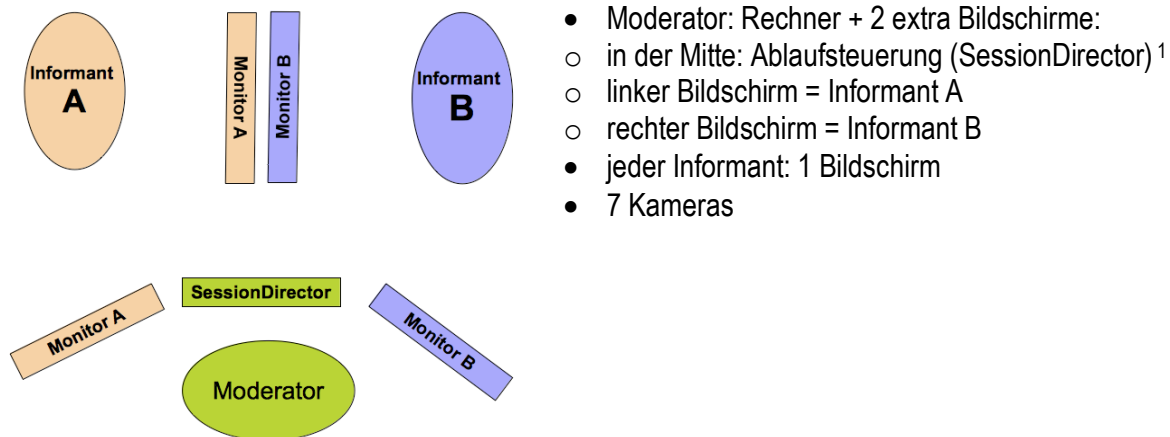 Informant
A
Monitor A
Monitor B
Informant
B
Monitor A
SessionDirector
Monitor B
Moderator
• Moderator: Rechner + 2 extra Bildschirme:
o in der Mitte: Ablaufsteuerung (SessionDirector) 1
o linker Bildschirm = Informant A
o rechter Bildschirm = Informant B
• jeder Informant: 1 Bildschirm
• 7 Kameras